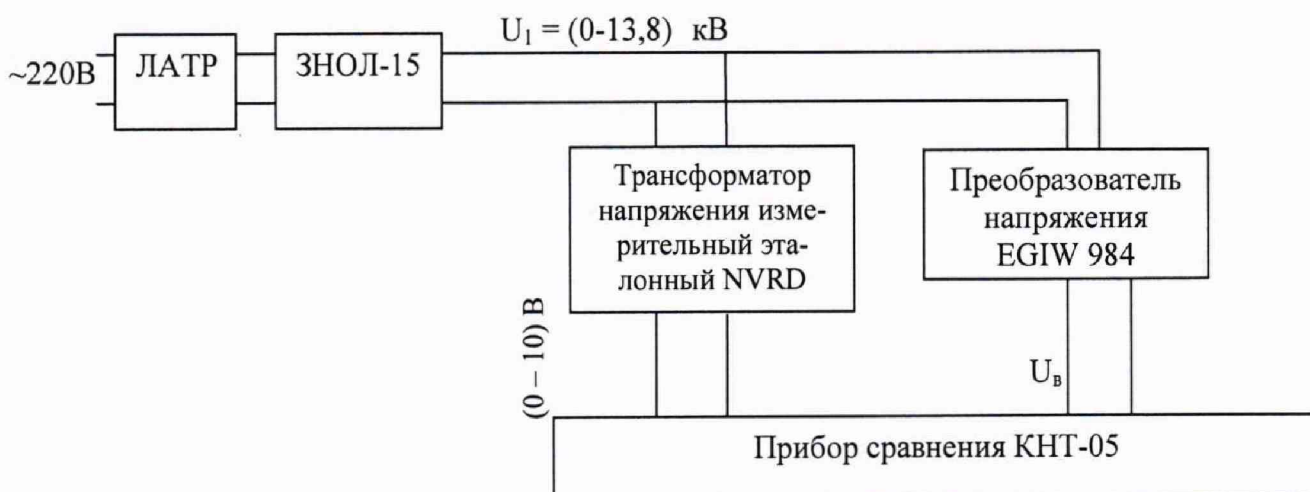 U₁ = (0-13,8) кВ
~220В
ЛАТР
ЗНОЛ-15
Трансформатор
напряжения изме-
рительный эта-
лонный NVRD
Преобразователь
напряжения
EGIW 984
(0 – 10) В
Uв
Прибор сравнения КНТ-05